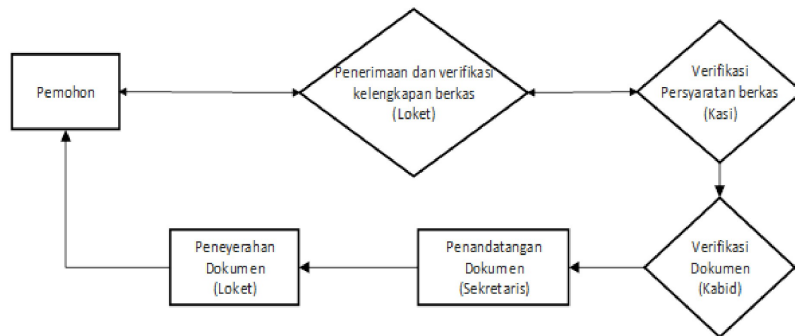 Pemohon
Penerimaan dan verifikasi
kelengkapan berkas
(Loket)
Verifikasi
Persyaratan berkas
(Kasi)
Verifikasi
Dokumen
(Kabid)
Penandatangan
Dokumen
(Sekretaris)
Peneyerahan
Dokumen
(Loket)